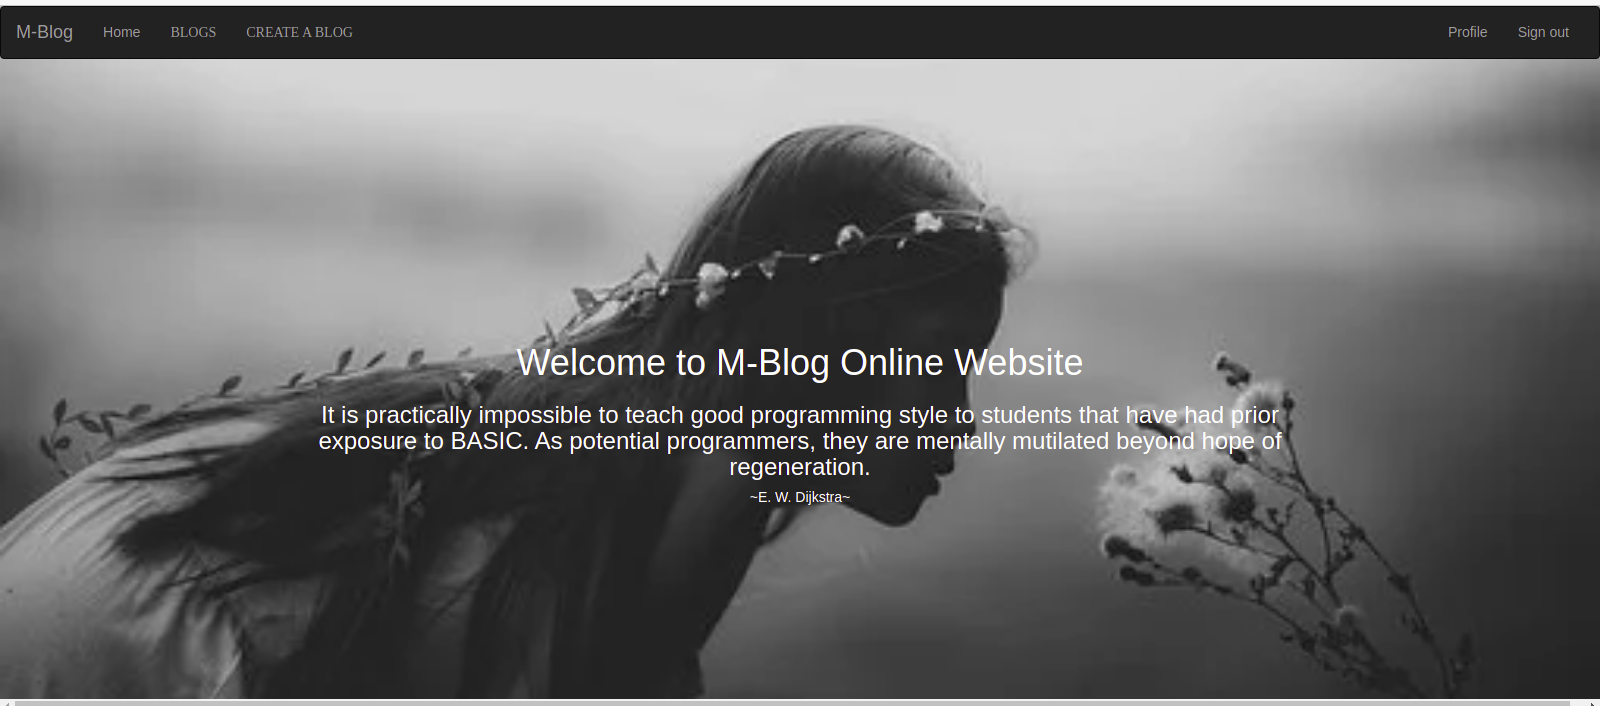 M-Blog Home BLOGS CREATE A BLOG Profile Sign out
Welcome to M-Blog Online Website
It is practically impossible to teach good programming style to students that have had prior
exposure to BASIC. As potential programmers, they are mentally mutilated beyond hope of
regeneration.
~E. W. Dijkstra~